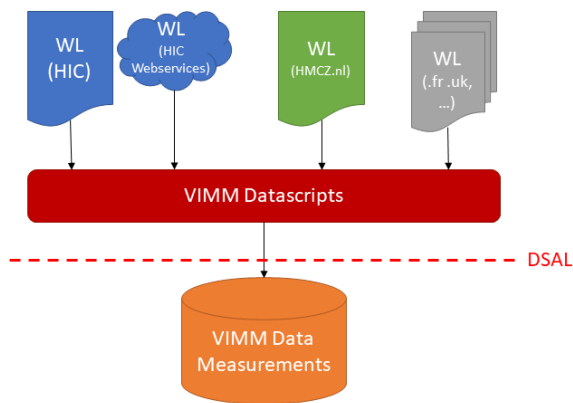 WL
(HIC)
WL
(HIC
Webservices)
WL
(HMCZ.nl)
WL
(.fr .uk,
...)
VIMM Datascripts
DSAL
VIMM Data
Measurements